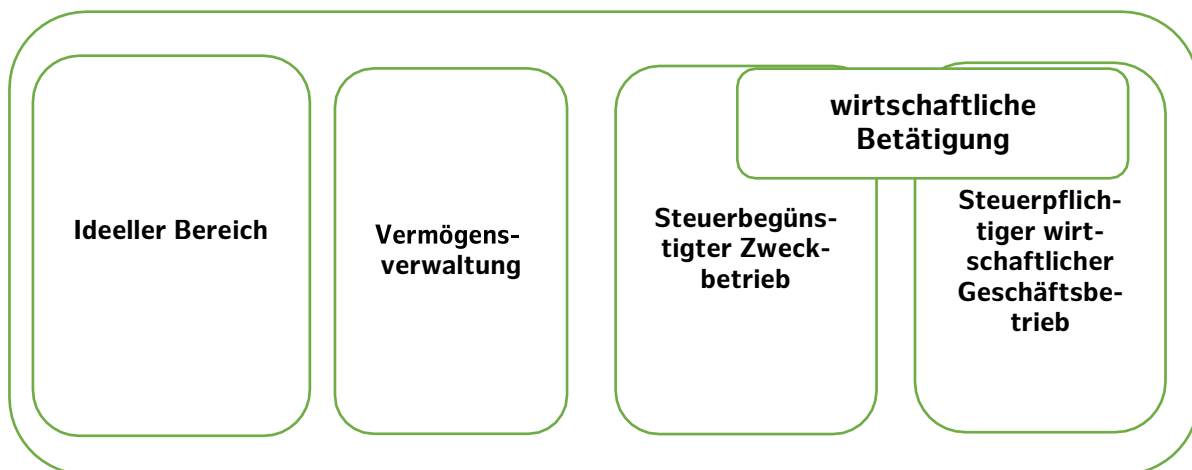 Ideeller Bereich
Vermögens-
verwaltung
wirtschaftliche
Betätigung
Steuerbegüns-
tigter Zweck-
betrieb
Steuerpflich-
tiger wirt-
schaftlicher
Geschäftsbe-
trieb